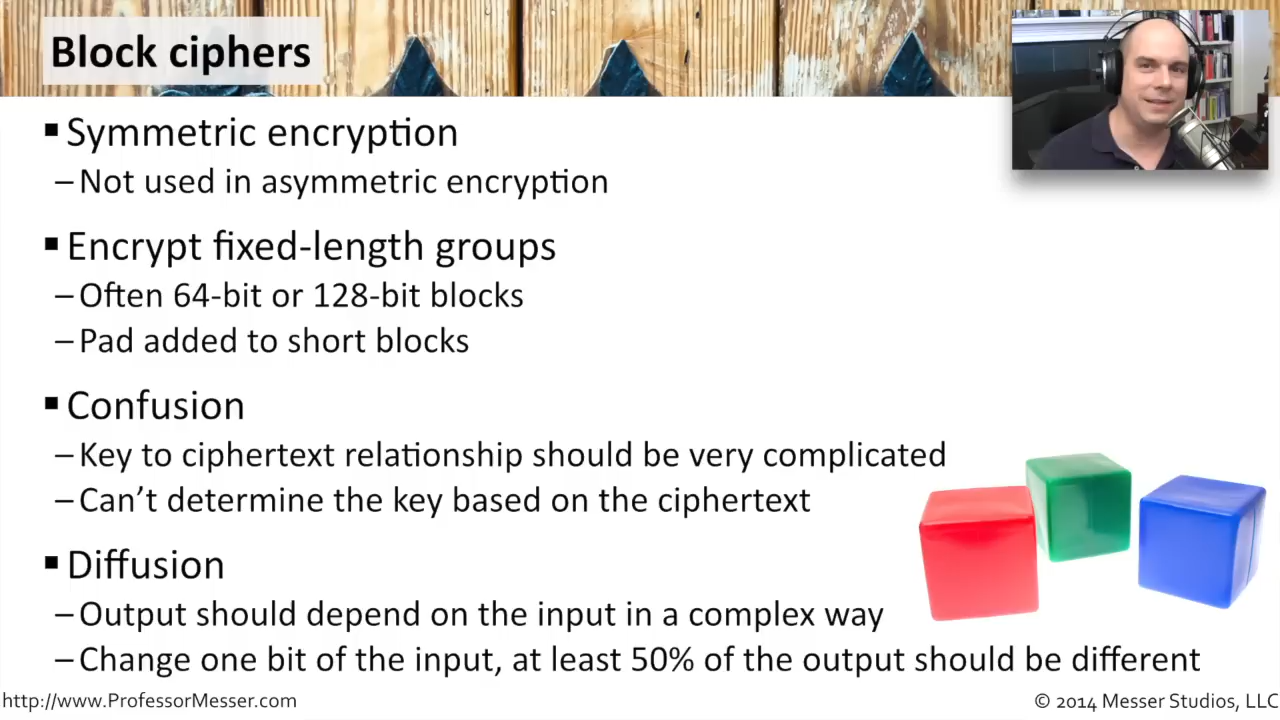 Block ciphers
▪ Symmetric encryption
– Not used in asymmetric encryption
▪ Encrypt fixed-length groups
– Often 64-bit or 128-bit blocks
– Pad added to short blocks
▪ Confusion
– Key to ciphertext relationship should be very complicated
– Can’t determine the key based on the ciphertext
▪ Diffusion
– Output should depend on the input in a complex way
– Change one bit of the input, at least 50% of the output should be different
http://www.ProfessorMesser.com
© 2014 Messer Studios, LLC